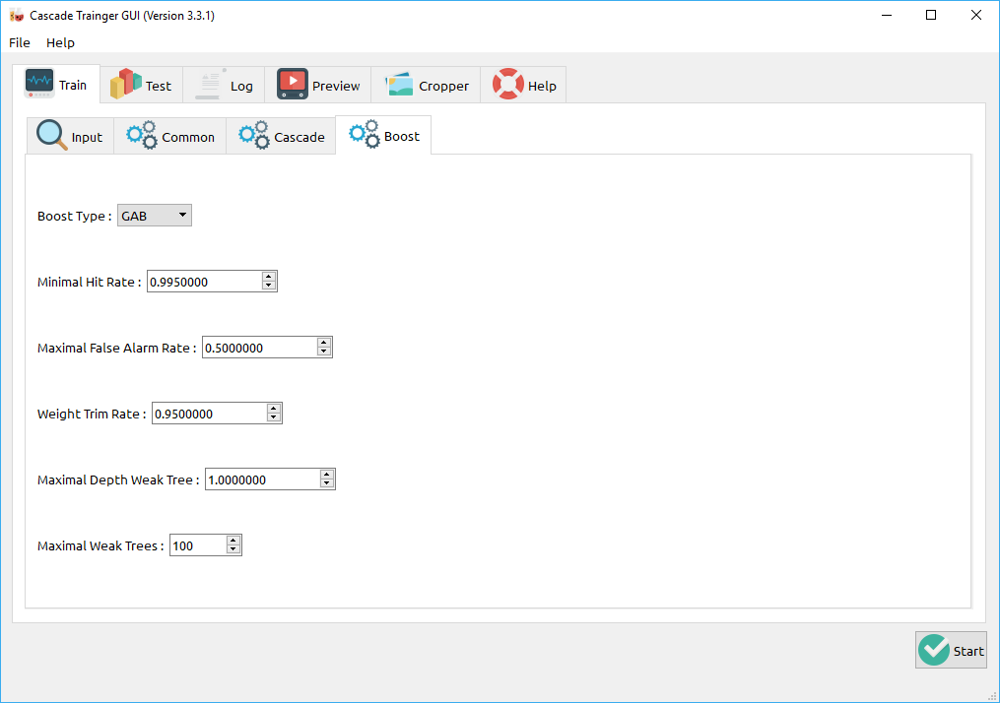 Cascade Trainger GUI (Version 3.3.1)
File Help
Train Test Log Preview Cropper Help
Input Common Cascade Boost
Boost Type : GAB
Minimal Hit Rate : 0.9950000
Maximal False Alarm Rate : 0.5000000
Weight Trim Rate : 0.9500000
Maximal Depth Weak Tree : 1.0000000
Maximal Weak Trees : 100
Start